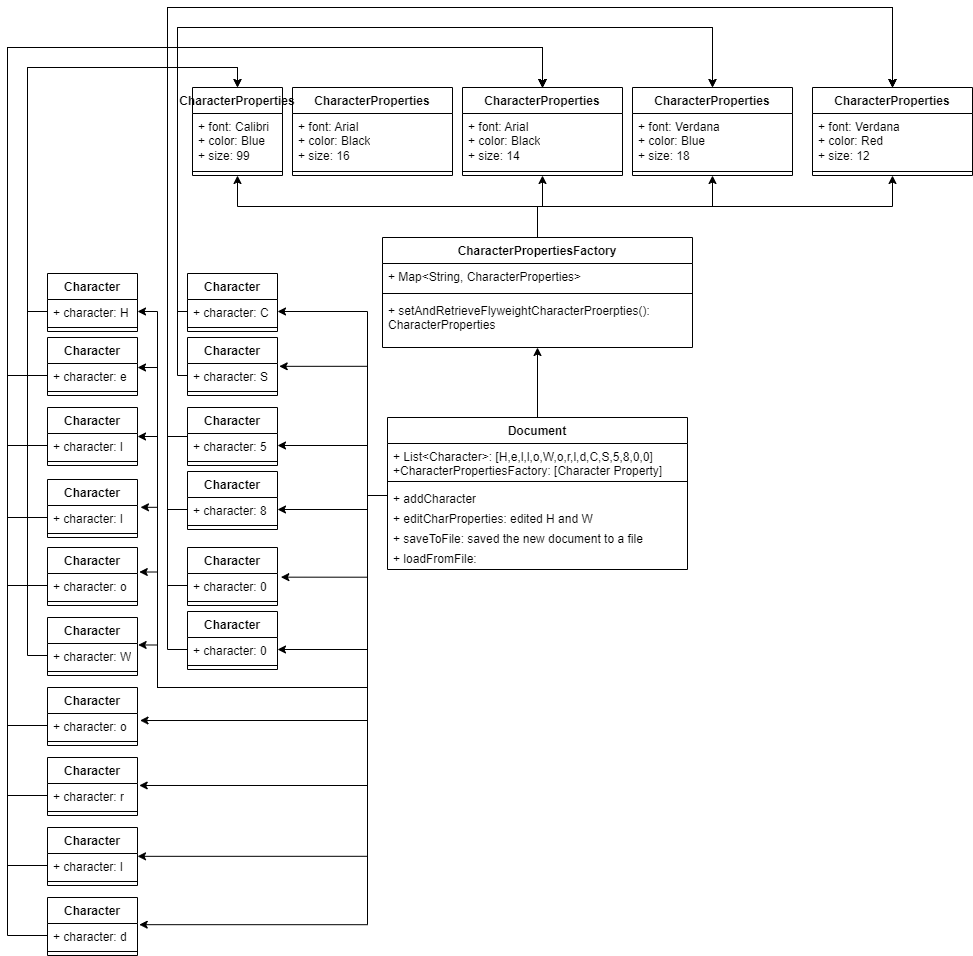 CharacterProperties
+ font: Calibri
+ color: Blue
+ size: 99
CharacterProperties
+ font: Arial
+ color: Black
+ size: 16
CharacterProperties
+ font: Arial
+ color: Black
+ size: 14
CharacterProperties
+ font: Verdana
+ color: Blue
+ size: 18
CharacterProperties
+ font: Verdana
+ color: Red
+ size: 12
CharacterPropertiesFactory
+ Map<String, CharacterProperties>
+ setAndRetrieveFlyweightCharacterProerpties():
CharacterProperties
Document
+ List<Character>: [H,e,l,l,o,W,o,r,l,d,C,S,5,8,0,0]
+CharacterPropertiesFactory: [Character Property]
+ addCharacter
+ editCharProperties: edited H and W
+ saveToFile: saved the new document to a file
+ loadFromFile:
Character
+ character: H
Character
+ character: e
Character
+ character: l
Character
+ character: l
Character
+ character: o
Character
+ character: W
Character
+ character: o
Character
+ character: r
Character
+ character: l
Character
+ character: d
Character
+ character: C
Character
+ character: S
Character
+ character: 5
Character
+ character: 8
Character
+ character: 0
Character
+ character: 0